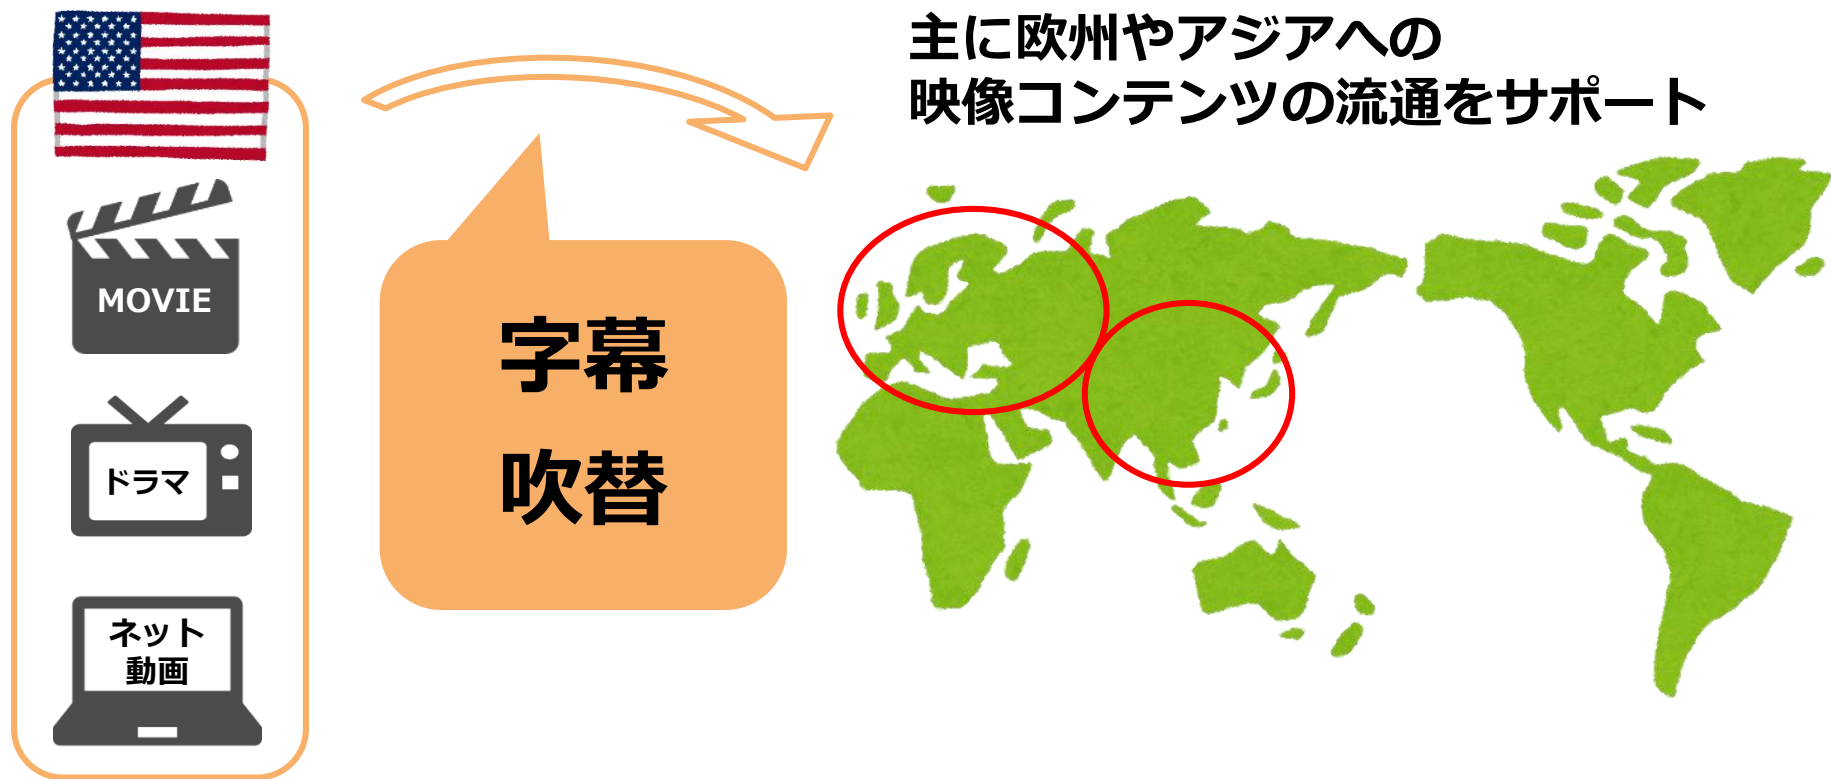 主に欧州やアジアへの
映像コンテンツの流通をサポート
MOVIE
ドラマ
ネット
動画
字幕
吹替